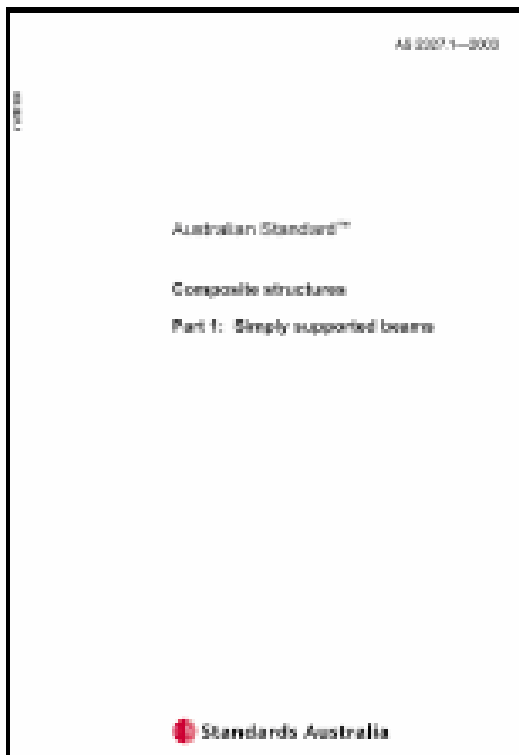 AS 2327.1—2003
Australian Standard™
Composite structures
Part 1: Simply supported beams
Standards Australia